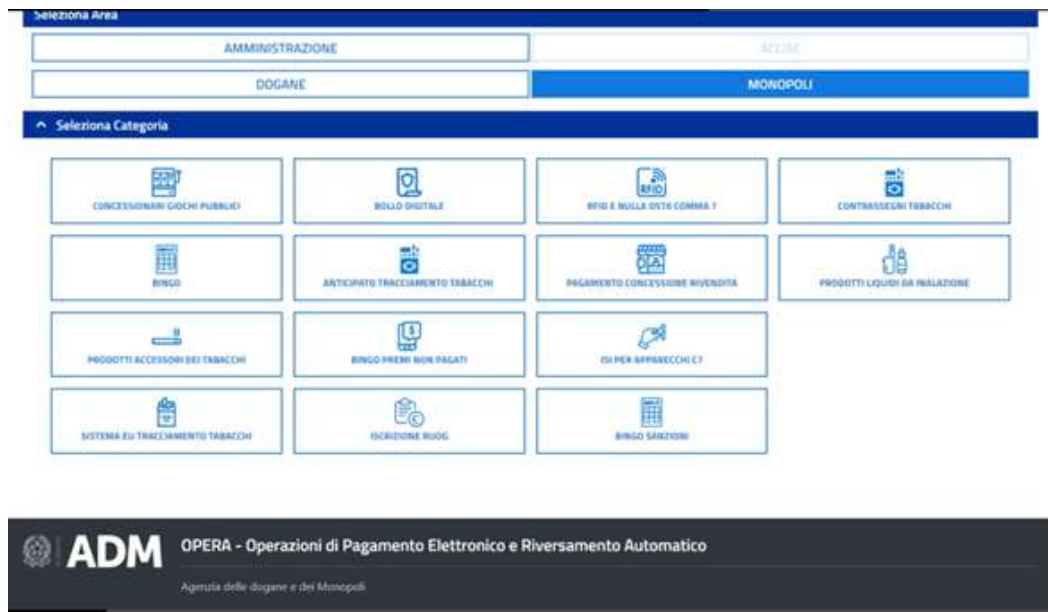 Seleziona Area
AMMINISTRAZIONE
ACCISE
DOGANE
MONOPOLI
Seleziona Categoria
CONCESSIONARI GIOCHI PUBBLICI
BOLLO DIGITALE
RFID
RFID E NULLA OSTA COMMA 7
CONTRASSEGNI TABACCHI
BINGO
ANTICIPATO TRACCIAMENTO TABACCHI
PAGAMENTO CONCESSIONE RIVENDITA
PRODOTTI LIQUIDI DA INALAZIONE
PRODOTTI ACCESSORI DEI TABACCHI
BINGO PREMI NON PAGATI
ISI PER APPARECCHI C7
SISTEMA EU TRACCIAMENTO TABACCHI
ISCRIZIONE RUOG
BINGO SANZIONI
ADM
OPERA - Operazioni di Pagamento Elettronico e Riversamento Automatico
Agenzia delle dogane e dei Monopoli